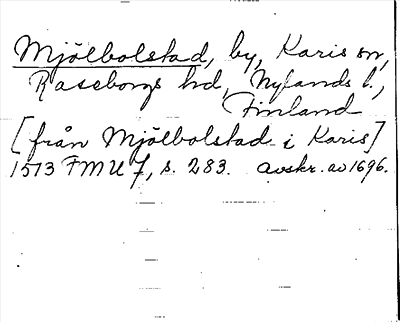 Mjölbolstad, by, Karis sn,
Raseborgs hd, Nylands l.,
Finland
[från Mjölbolstad i Karis]
1513 FMU 7, s. 283. avskr. av 1696.